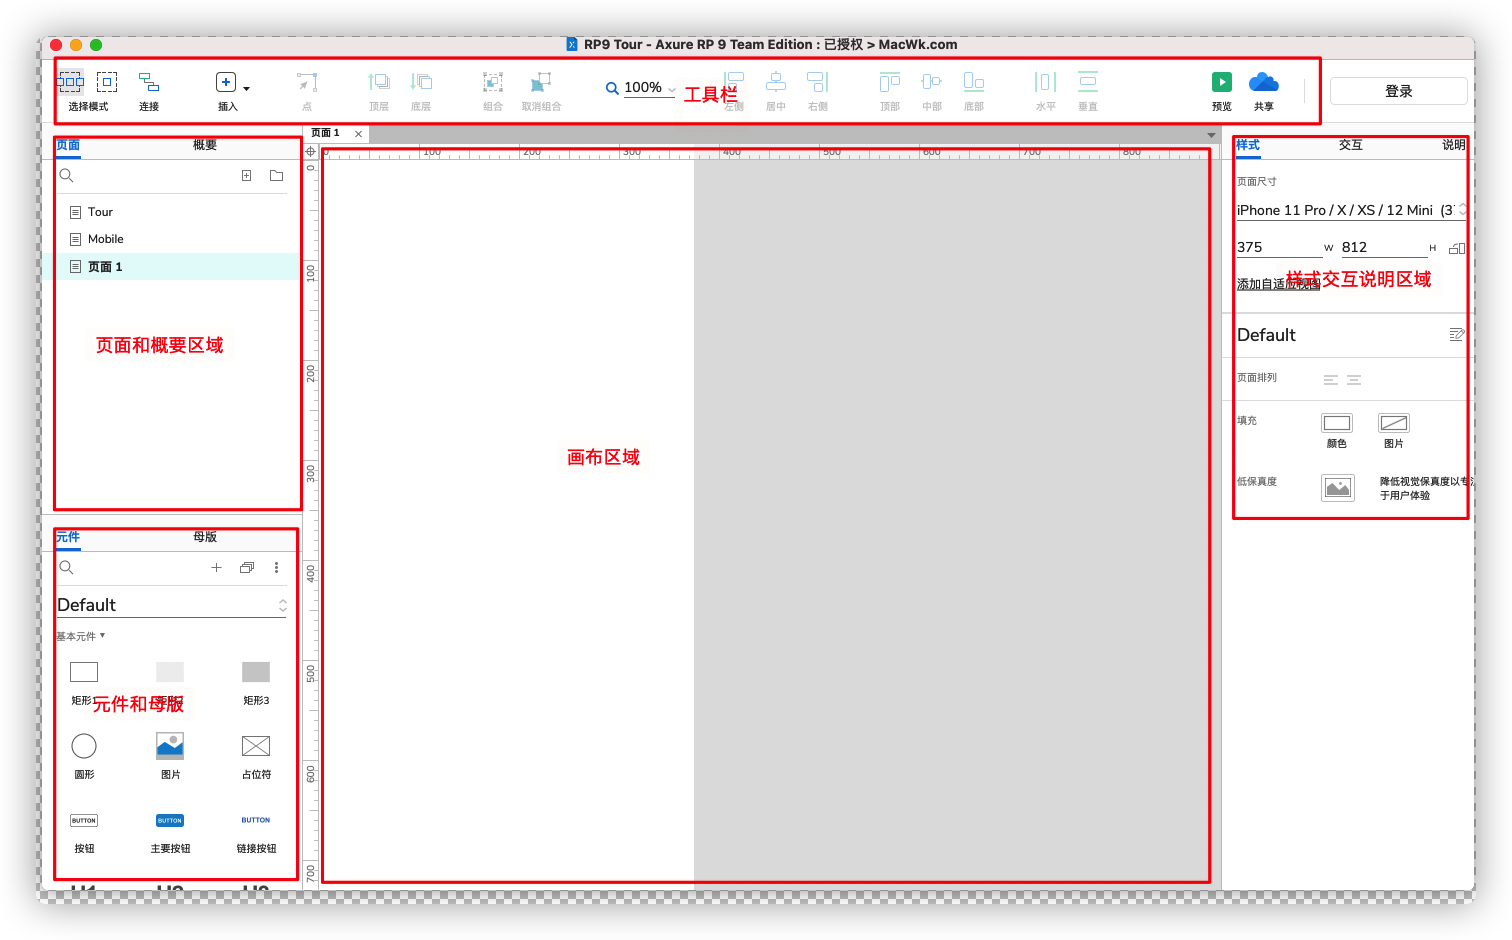 RP9 Tour - Axure RP 9 Team Edition : 已授权 > MacWk.com
选择模式 连接 插入 点 顶层 底层 组合 取消组合 100% 工具栏 左侧 居中 右侧 顶部 中部 底部 水平 垂直 预览 共享 登录
页面 概要
页面 1
0 100 200 300 400 500 600 700 800
样式 交互 说明
Tour
Mobile
页面 1
页面和概要区域
0
100
200
300
400
500
600
700
画布区域
页面尺寸
iPhone 11 Pro / X / XS / 12 Mini (3
375 W 812 H
添加自适应视图
样式交互说明区域
Default
页面排列
填充
颜色 图片
低保真度
降低视觉保真度以专
于用户体验
元件 母版
Default
基本元件
矩形1 矩形3
元件和母版
圆形 图片 占位符
BUTTON BUTTON BUTTON
按钮 主要按钮 链接按钮